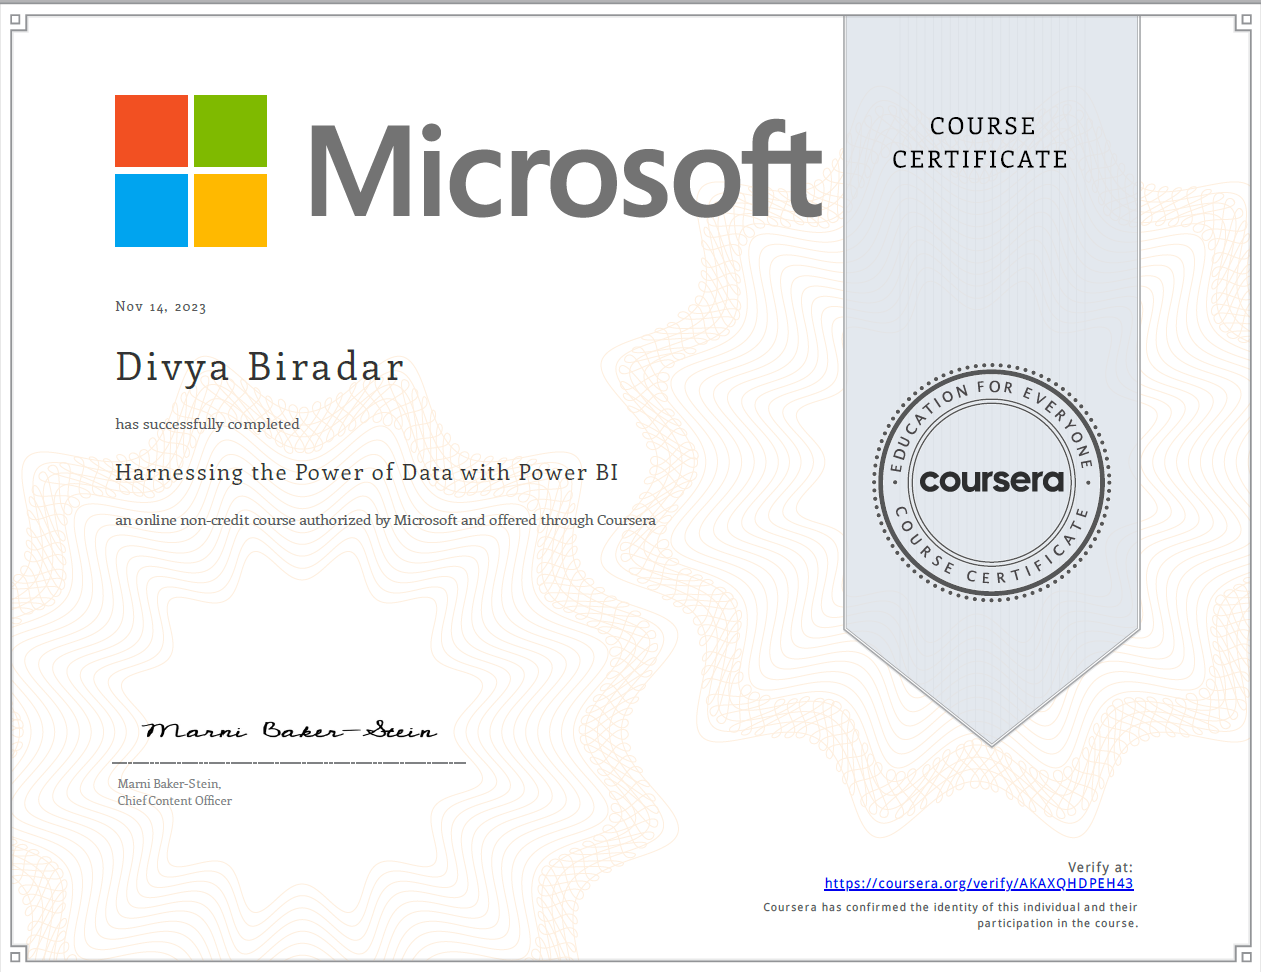 Microsoft
COURSE
CERTIFICATE
Nov 14, 2023
Divya Biradar
has successfully completed
Harnessing the Power of Data with Power BI
an online non-credit course authorized by Microsoft and offered through Coursera
EDUCATION FOR EVERYONE
coursera
COURSE CERTIFICATE
Marni Baker-Stein
Marni Baker-Stein,
Chief Content Officer
Verify at:
https://coursera.org/verify/AKAXQHDPEH43
Coursera has confirmed the identity of this individual and their
participation in the course.